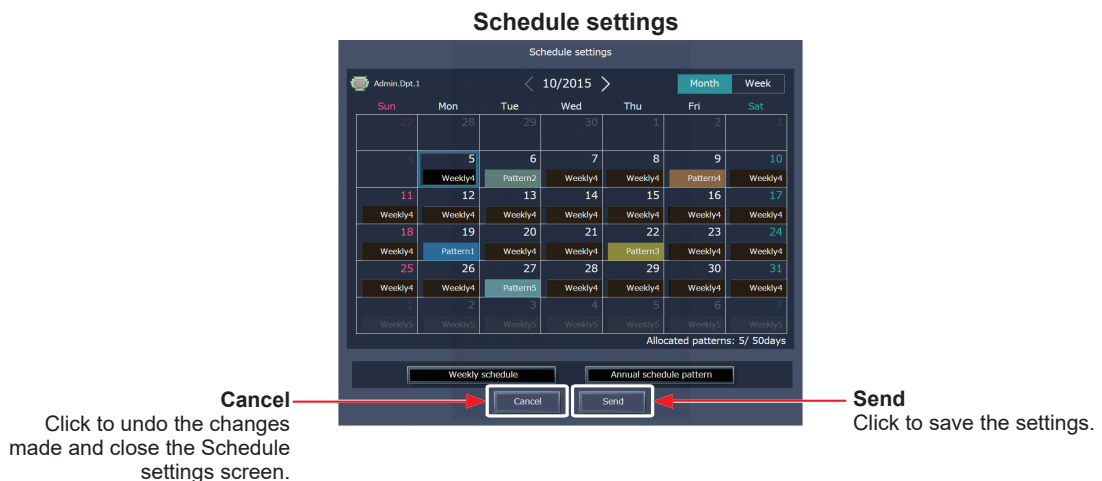 Schedule settings
Schedule settings
Admin.Dpt.1
10/2015
Month
Week
Sun Mon Tue Wed Thu Fri Sat
27 28 29 30 1 2 3
4 5 6 7 8 9 10
Weekly4 Pattern2 Weekly4 Weekly4 Pattern4 Weekly4
11 12 13 14 15 16 17
Weekly4 Weekly4 Weekly4 Weekly4 Weekly4 Weekly4 Weekly4
18 19 20 21 22 23 24
Weekly4 Pattern1 Weekly4 Weekly4 Pattern3 Weekly4 Weekly4
25 26 27 28 29 30 31
Weekly4 Weekly4 Pattern5 Weekly4 Weekly4 Weekly4 Weekly4
1 2 3 4 5 6 7
Weekly5 Weekly5 Weekly5 Weekly5 Weekly5 Weekly5 Weekly5
Allocated patterns: 5/ 50days
Weekly schedule
Annual schedule pattern
Cancel
Send
Cancel
Click to undo the changes
made and close the Schedule
settings screen.
Send
Click to save the settings.